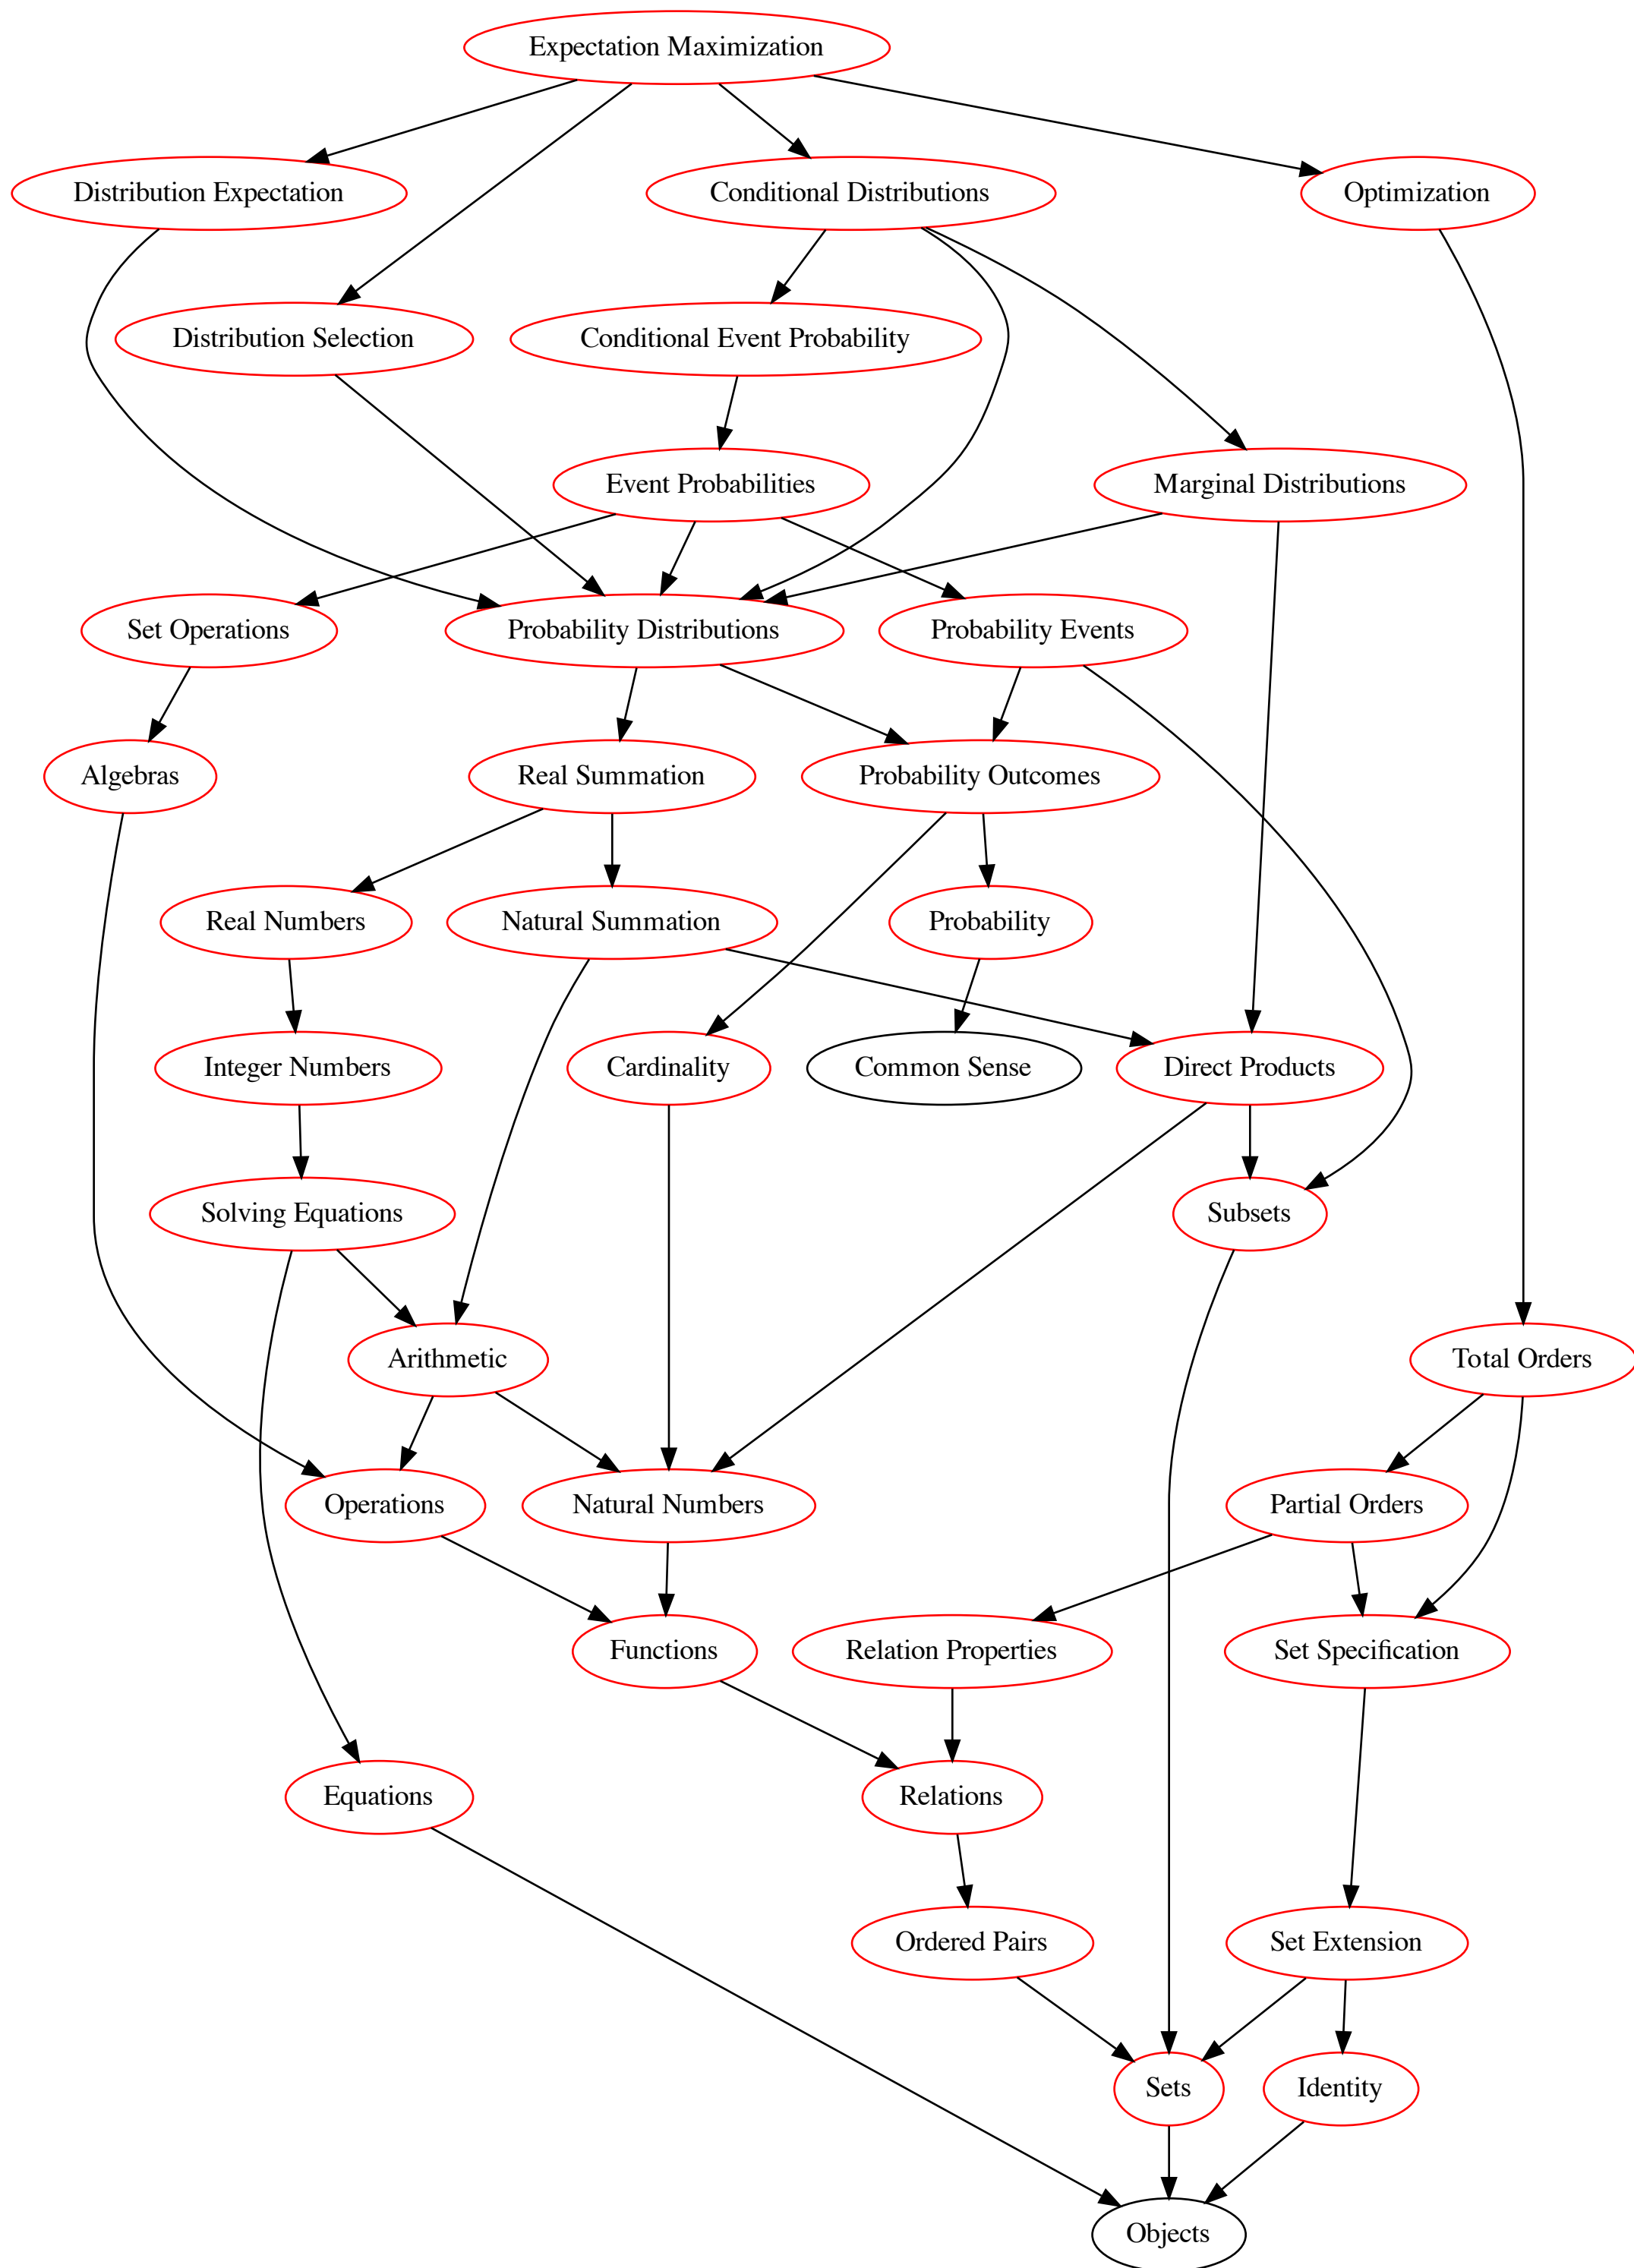 Expectation Maximization
Distribution Expectation
Conditional Distributions
Optimization
Distribution Selection
Conditional Event Probability
Event Probabilities
Marginal Distributions
Set Operations
Probability Distributions
Probability Events
Algebras
Real Summation
Probability Outcomes
Real Numbers
Natural Summation
Probability
Integer Numbers
Cardinality
Common Sense
Direct Products
Solving Equations
Subsets
Arithmetic
Total Orders
Operations
Natural Numbers
Partial Orders
Functions
Relation Properties
Set Specification
Equations
Relations
Ordered Pairs
Set Extension
Sets
Identity
Objects